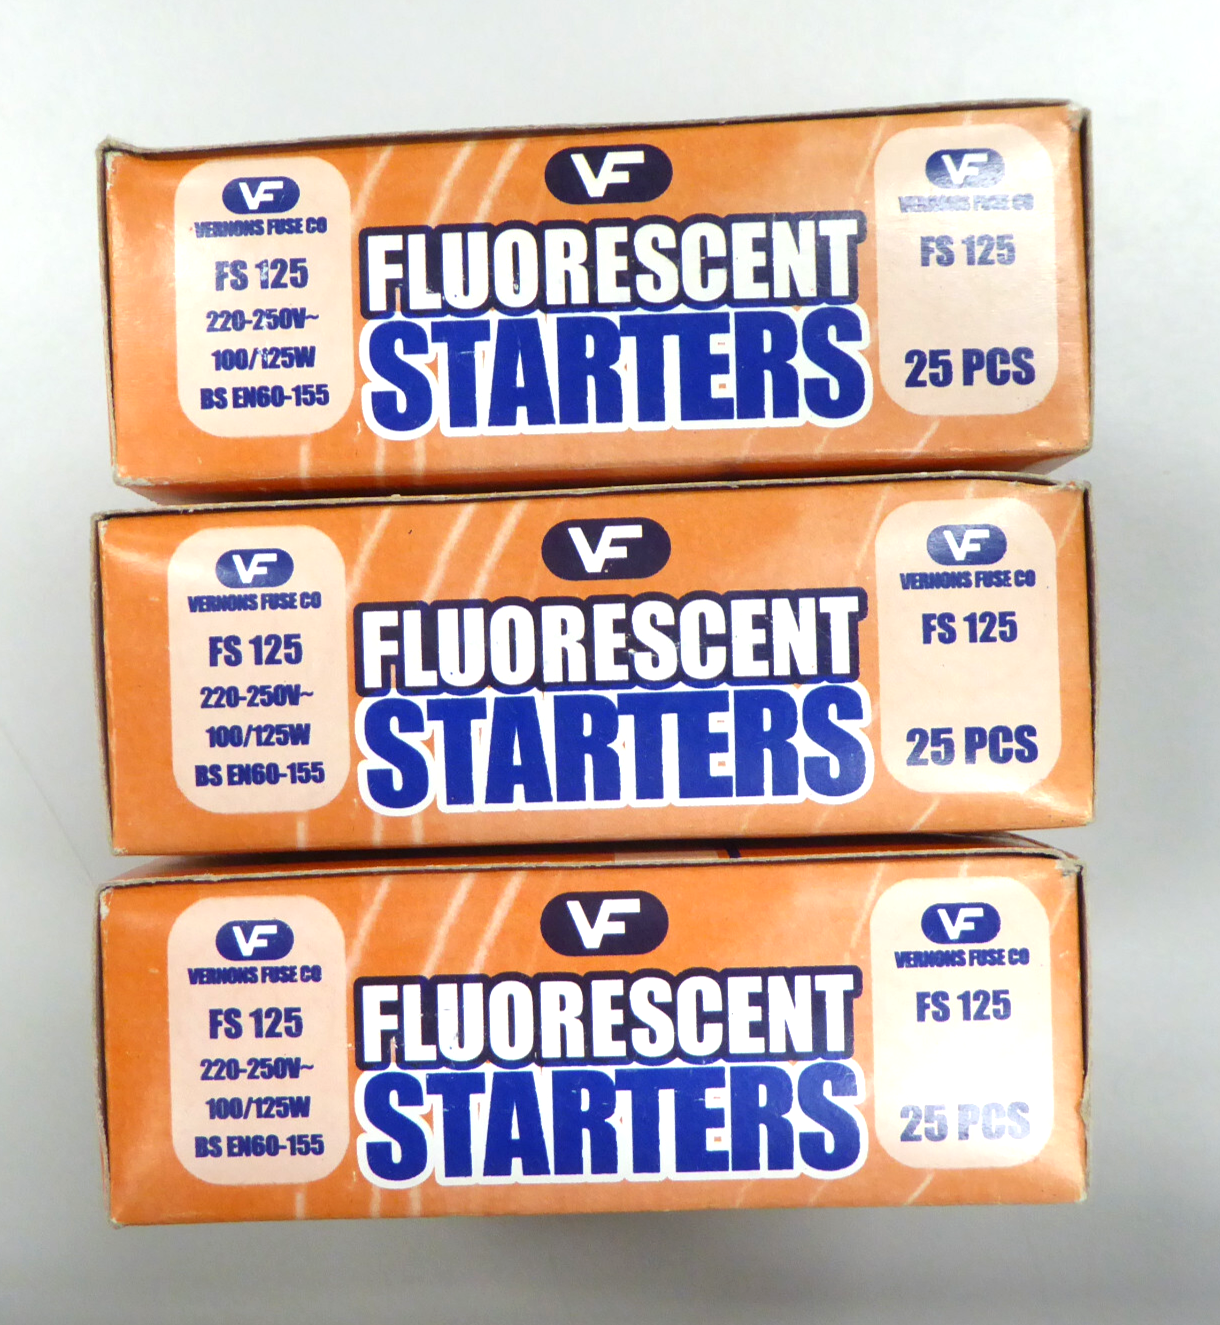 VF
VERNONS FUSE CO
FS 125
220-250V~
100/125W
BS EN60-155
VF
FLUORESCENT
STARTERS
VF
VERNONS FUSE CO
FS 125
25 PCS
VF
VERNONS FUSE CO
FS 125
220-250V~
100/125W
BS EN60-155
VF
FLUORESCENT
STARTERS
VF
VERNONS FUSE CO
FS 125
25 PCS
VF
VERNONS FUSE CO
FS 125
220-250V~
100/125W
BS EN60-155
VF
FLUORESCENT
STARTERS
VF
VERNONS FUSE CO
FS 125
25 PCS